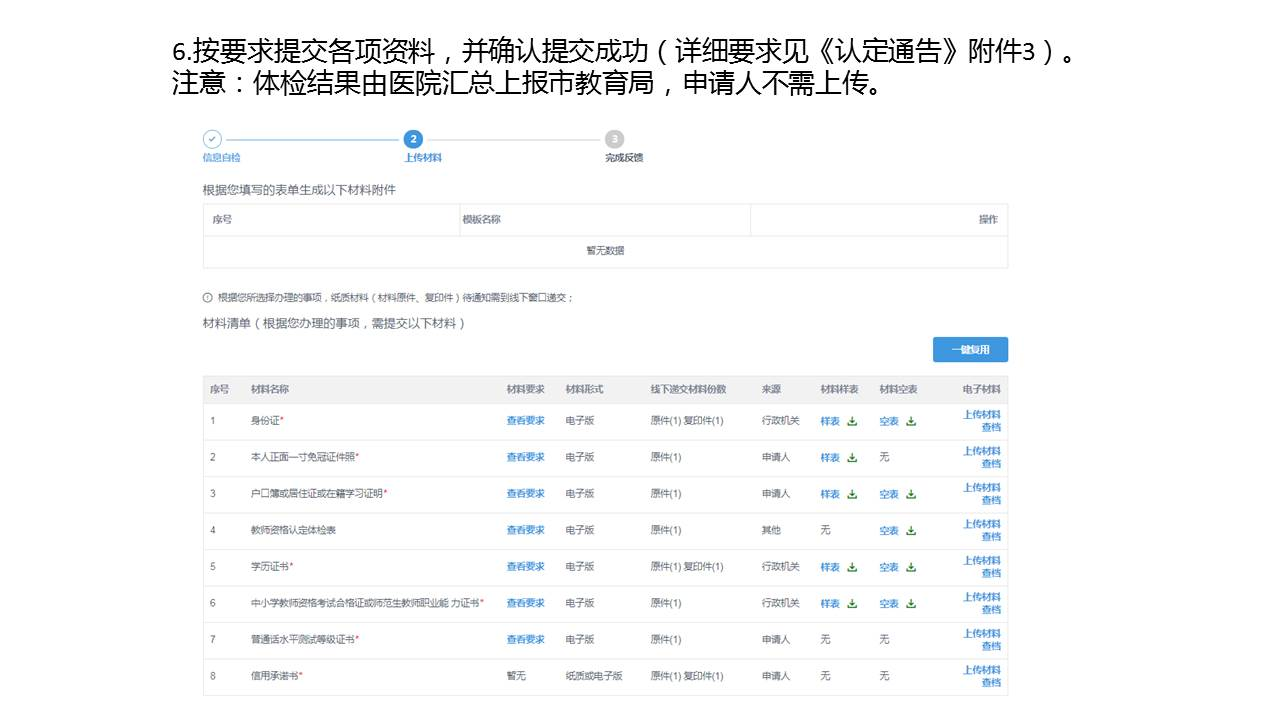 6.按要求提交各项资料，并确认提交成功（详细要求见《认定通告》附件3）。
注意：体检结果由医院汇总上报市教育局，申请人不需上传。
2 3
信息自检 上传材料 完成反馈
根据您填写的表单生成以下材料附件
序号 模板名称 操作
暂无数据
根据您所选择办理的事项，纸质材料（材料原件、复印件）待通知需到线下窗口递交；
材料清单（根据您办理的事项，需提交以下材料）
一键复用
序号 材料名称 材料要求 材料形式 线下递交材料份数 来源 材料样表 材料空表 电子材料
1 身份证* 查看要求 电子版 原件(1) 复印件(1) 行政机关 样表 空表 上传材料
查档
2 本人正面一寸免冠证件照* 查看要求 电子版 原件(1) 申请人 样表 无 上传材料
查档
3 户口簿或居住证或在籍学习证明* 查看要求 电子版 原件(1) 申请人 样表 空表 上传材料
查档
4 教师资格认定体检表 查看要求 电子版 原件(1) 其他 无 空表 上传材料
查档
5 学历证书* 查看要求 电子版 原件(1) 复印件(1) 行政机关 样表 空表 上传材料
查档
6 中小学教师资格考试合格证或师范生教师职业能 力证书* 查看要求 电子版 原件(1) 行政机关 样表 空表 上传材料
查档
7 普通话水平测试等级证书* 查看要求 电子版 原件(1) 申请人 无 无 上传材料
查档
8 信用承诺书* 暂无 纸质或电子版 原件(1) 复印件(1) 申请人 无 无 上传材料
查档